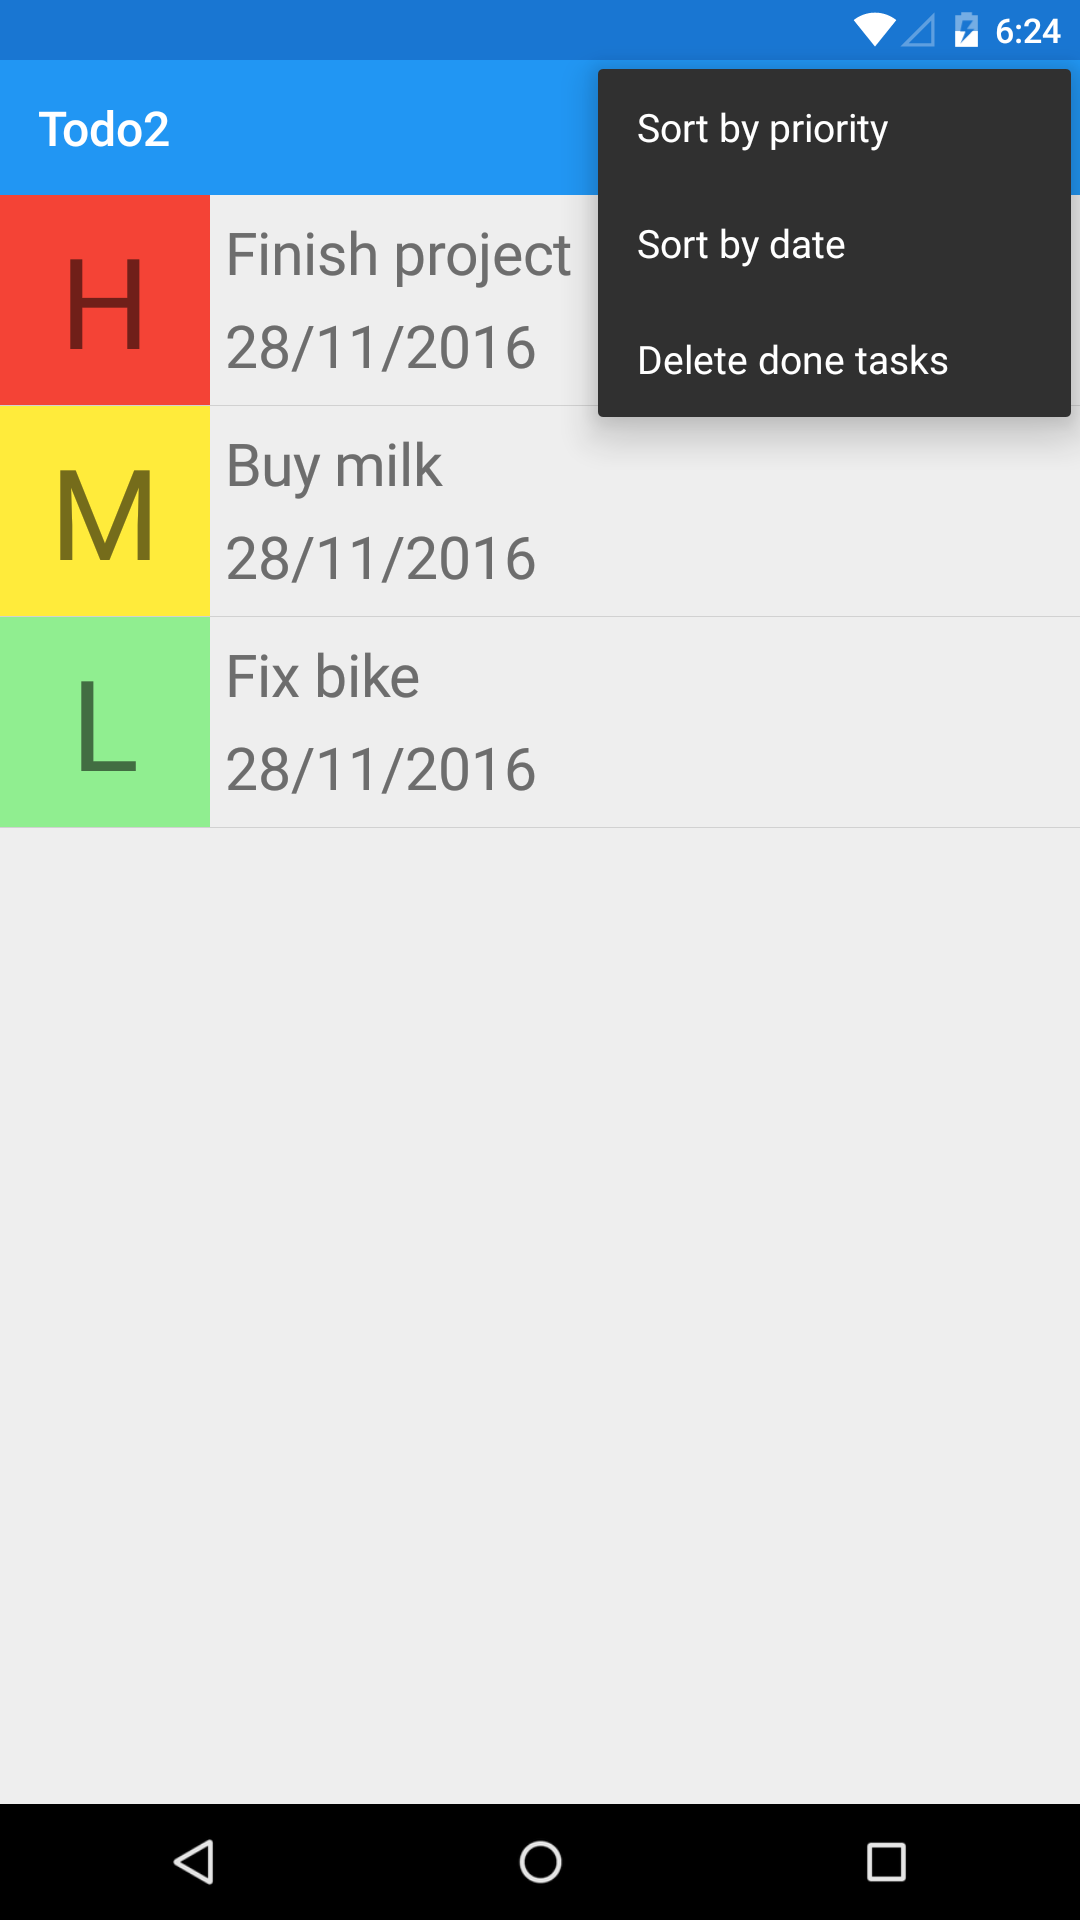 6:24
Todo2
Sort by priority
Sort by date
Delete done tasks
H
Finish project
28/11/2016
M
Buy milk
28/11/2016
L
Fix bike
28/11/2016